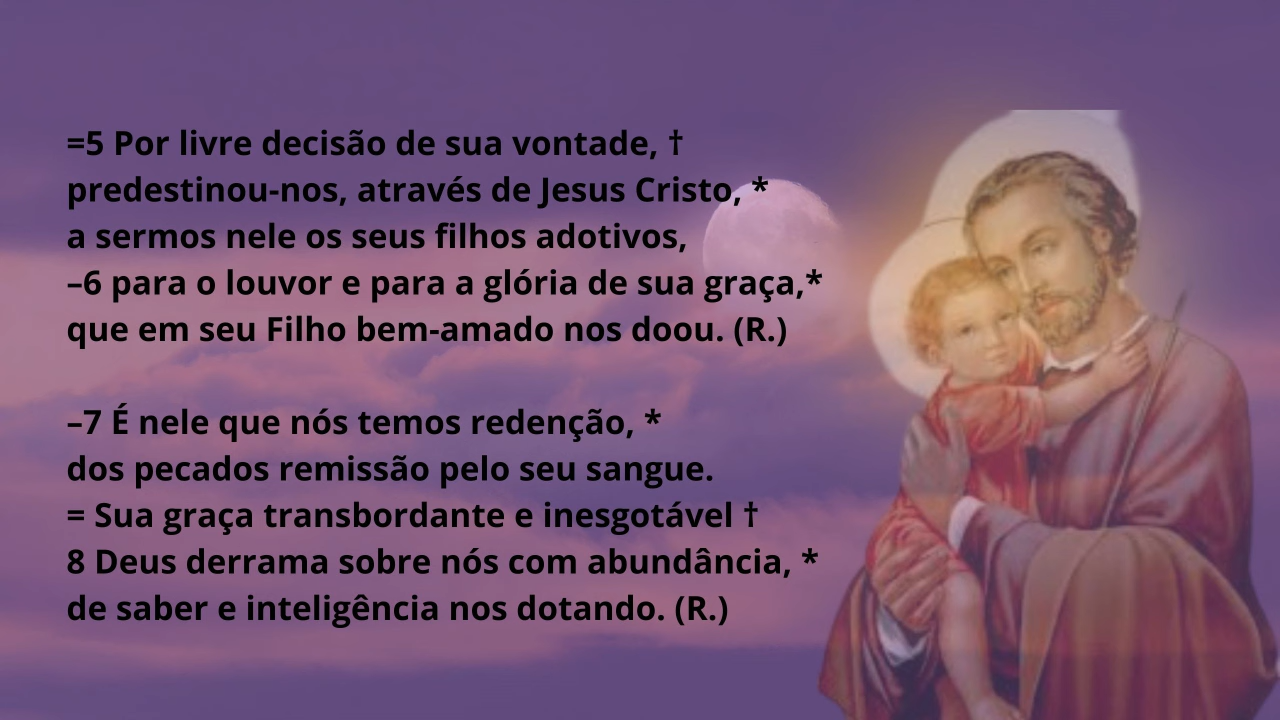 =5 Por livre decisão de sua vontade, †
predestinou-nos, através de Jesus Cristo, *
a sermos nele os seus filhos adotivos,
–6 para o louvor e para a glória de sua graça,*
que em seu Filho bem-amado nos doou. (R.)
–7 É nele que nós temos redenção, *
dos pecados remissão pelo seu sangue.
= Sua graça transbordante e inesgotável †
8 Deus derrama sobre nós com abundância, *
de saber e inteligência nos dotando. (R.)